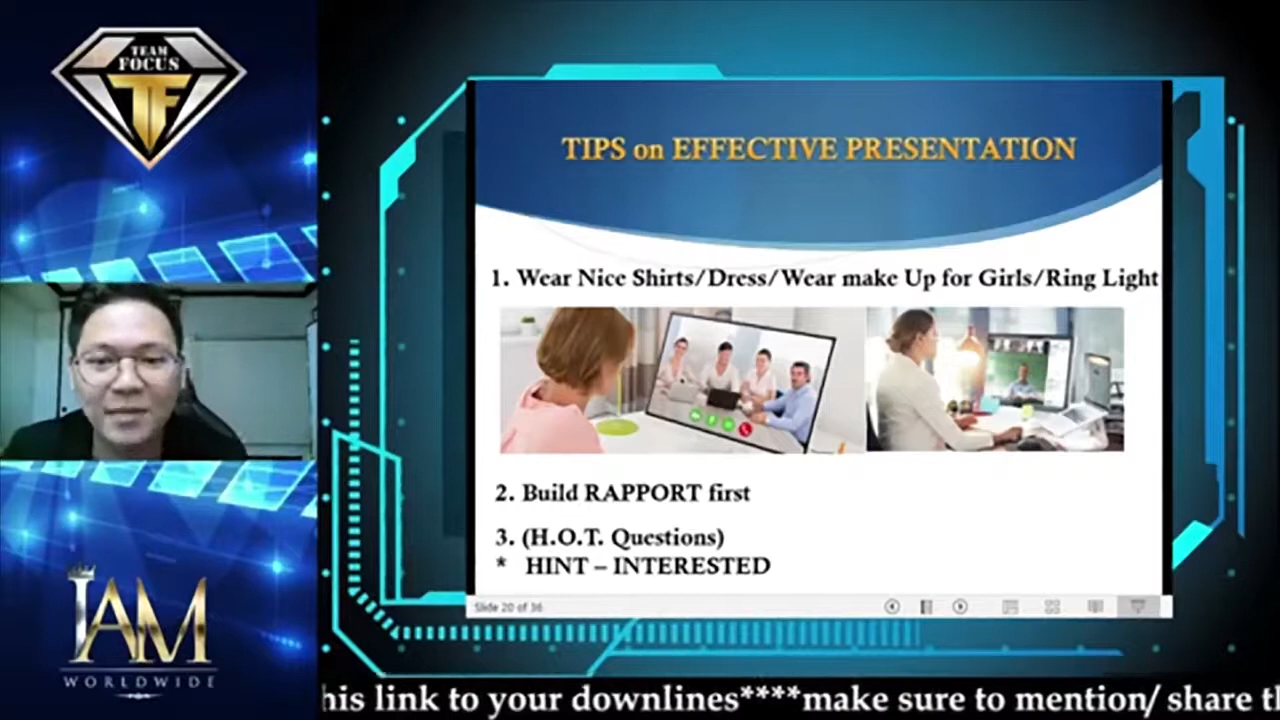 TEAM
FOCUS
TF
TIPS on EFFECTIVE PRESENTATION
1. Wear Nice Shirts/Dress/Wear make Up for Girls/Ring Light
2. Build RAPPORT first
3. (H.O.T. Questions)
* HINT – INTERESTED
Slide 20 of 36
IAM
WORLDWIDE
his link to your downlines****make sure to mention/ share th